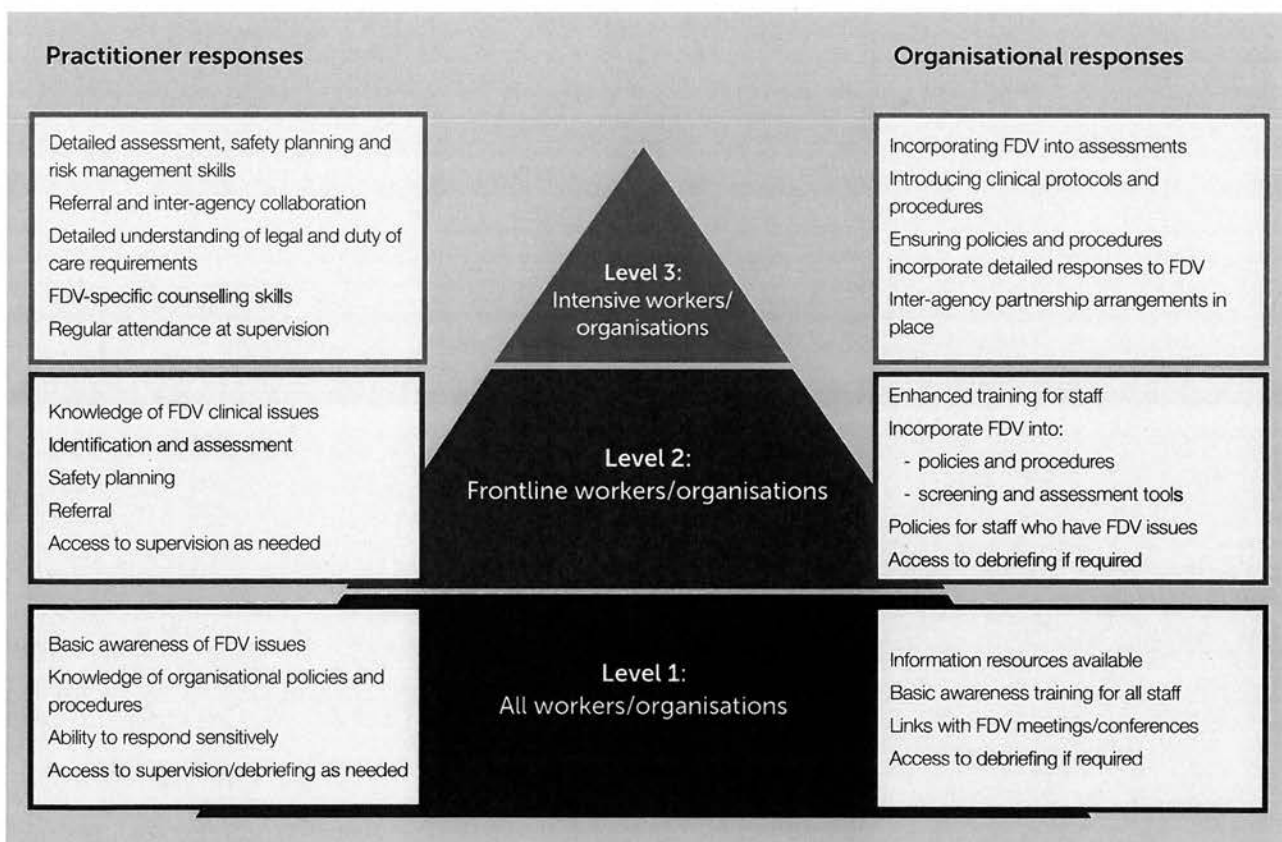 Practitioner responses
Organisational responses
Detailed assessment, safety planning and
risk management skills
Referral and inter-agency collaboration
Detailed understanding of legal and duty of
care requirements
FDV-specific counselling skills
Regular attendance at supervision
Level 3:
Intensive workers/
organisations
Incorporating FDV into assessments
Introducing clinical protocols and
procedures
Ensuring policies and procedures
incorporate detailed responses to FDV
Inter-agency partnership arrangements in
place
Knowledge of FDV clinical issues
Identification and assessment
Safety planning
Referral
Access to supervision as needed
Level 2:
Frontline workers/organisations
Enhanced training for staff
Incorporate FDV into:
- policies and procedures
- screening and assessment tools
Policies for staff who have FDV issues
Access to debriefing if required
Basic awareness of FDV issues
Knowledge of organisational policies and
procedures
Ability to respond sensitively
Access to supervision/debriefing as needed
Level 1:
All workers/organisations
Information resources available
Basic awareness training for all staff
Links with FDV meetings/conferences
Access to debriefing if required